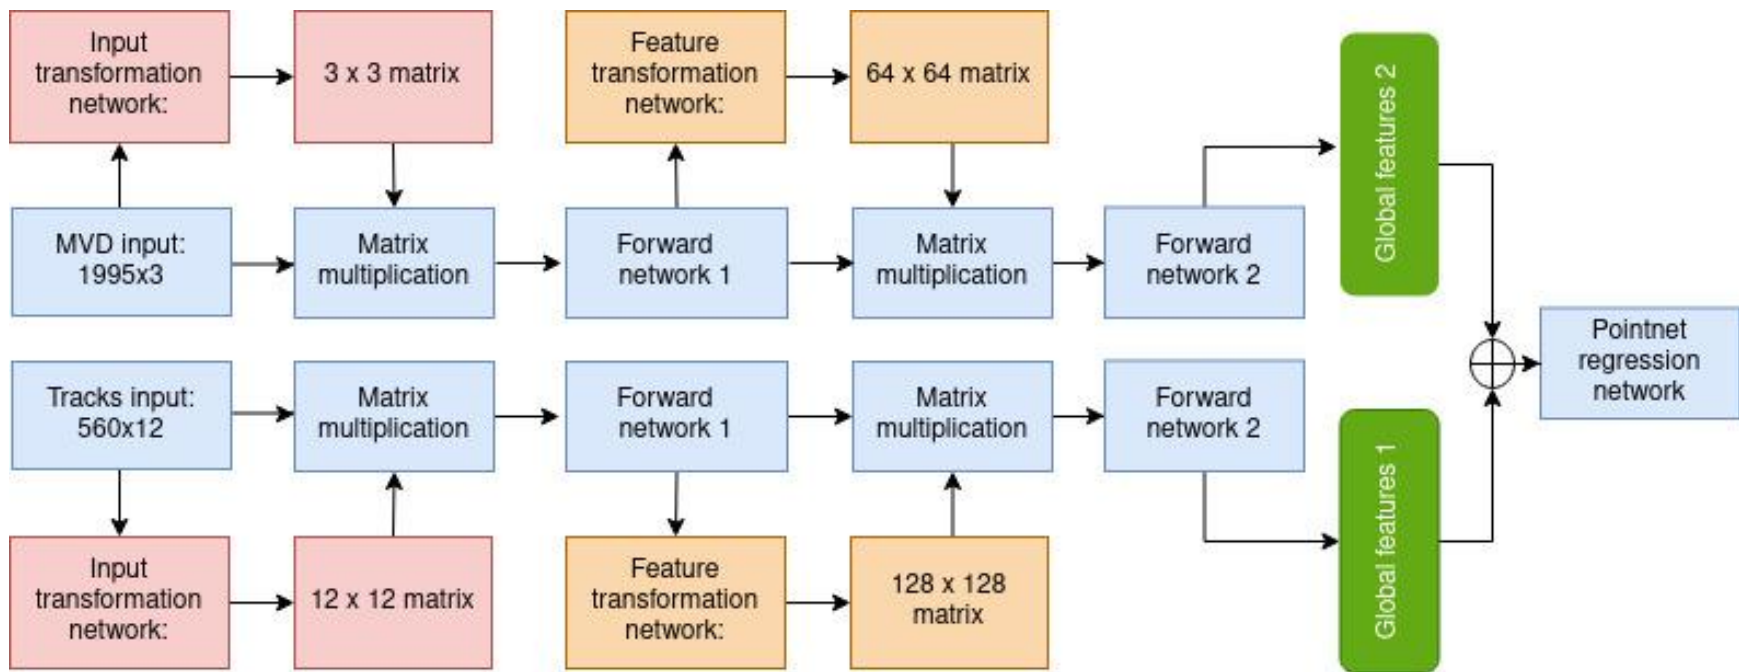 Input
transformation
network:
3 x 3 matrix
Feature
transformation
network:
64 x 64 matrix
Global features 2
MVD input:
1995x3
Matrix
multiplication
Forward
network 1
Matrix
multiplication
Forward
network 2
Pointnet
regression
network
Tracks input:
560x12
Matrix
multiplication
Forward
network 1
Matrix
multiplication
Forward
network 2
Global features 1
Input
transformation
network:
12 x 12 matrix
Feature
transformation
network:
128 x 128
matrix